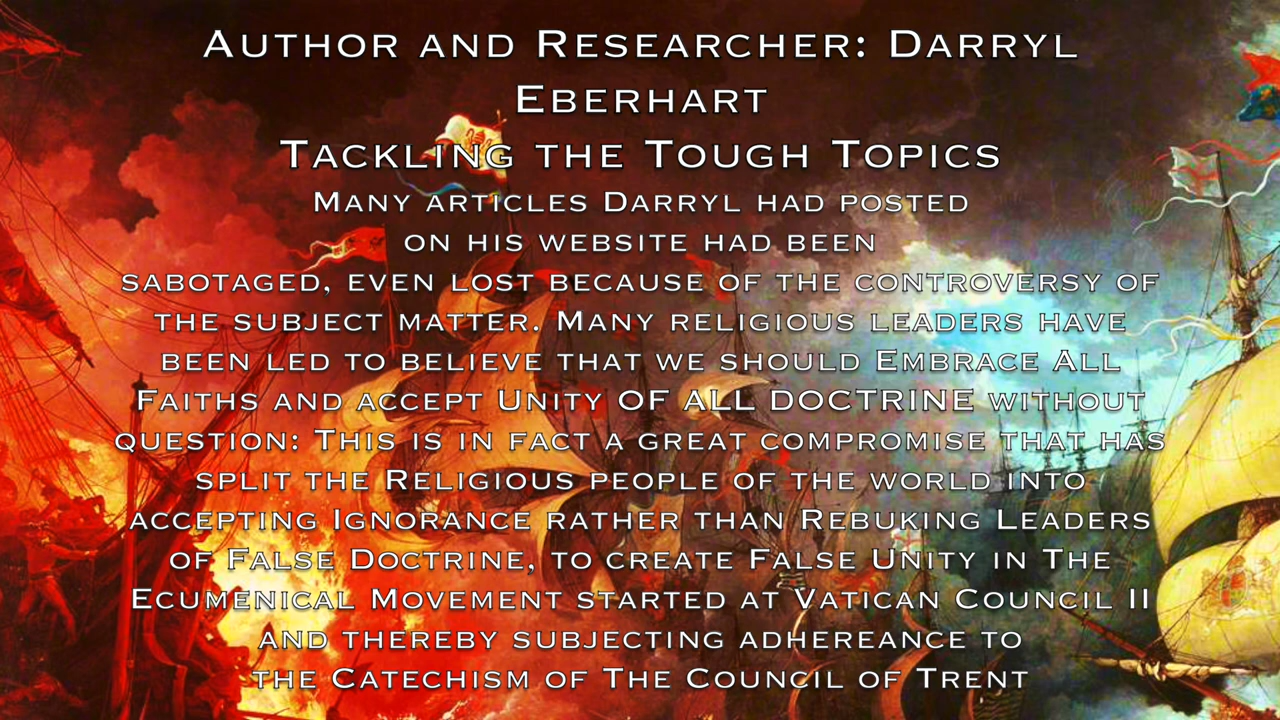 Author and Researcher: Darryl
Eberhart
Tackling the Tough Topics
Many articles Darryl had posted
on his website had been
sabotaged, even lost because of the controversy of
the subject matter. Many religious leaders have
been led to believe that we should Embrace All
Faiths and accept Unity OF ALL DOCTRINE without
question: This is in fact a great compromise that has
split the Religious people of the world into
accepting Ignorance rather than Rebuking Leaders
of False Doctrine, to create False Unity in The
Ecumenical Movement started at Vatican Council II
and thereby subjecting adhereance to
the Catechism of The Council of Trent